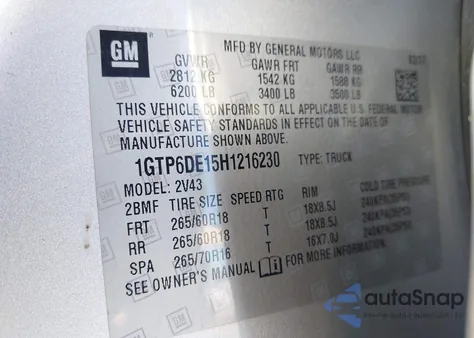 GM
MFD BY GENERAL MOTORS LLC
GVWR GAWR FRT GAWR RR
2812 KG 1542 KG 1588 KG
6200 LB 3400 LB 3500 LB
THIS VEHICLE CONFORMS TO ALL APPLICABLE U.S. FEDERAL MOTOR
VEHICLE SAFETY STANDARDS IN EFFECT ON THE DATE OF
MANUFACTURE SHOWN ABOVE.
1GTP6DE15H1216230 TYPE: TRUCK
MODEL: 2V43
2BMF TIRE SIZE SPEED RTG RIM COLD TIRE PRESSURE
FRT 265/60R18 T 18X8.5J
RR 265/60R18 T 18X8.5J
SPA 265/70R16 T 16X7.0J
SEE OWNER'S MANUAL FOR MORE INFORMATION.
autoSnap